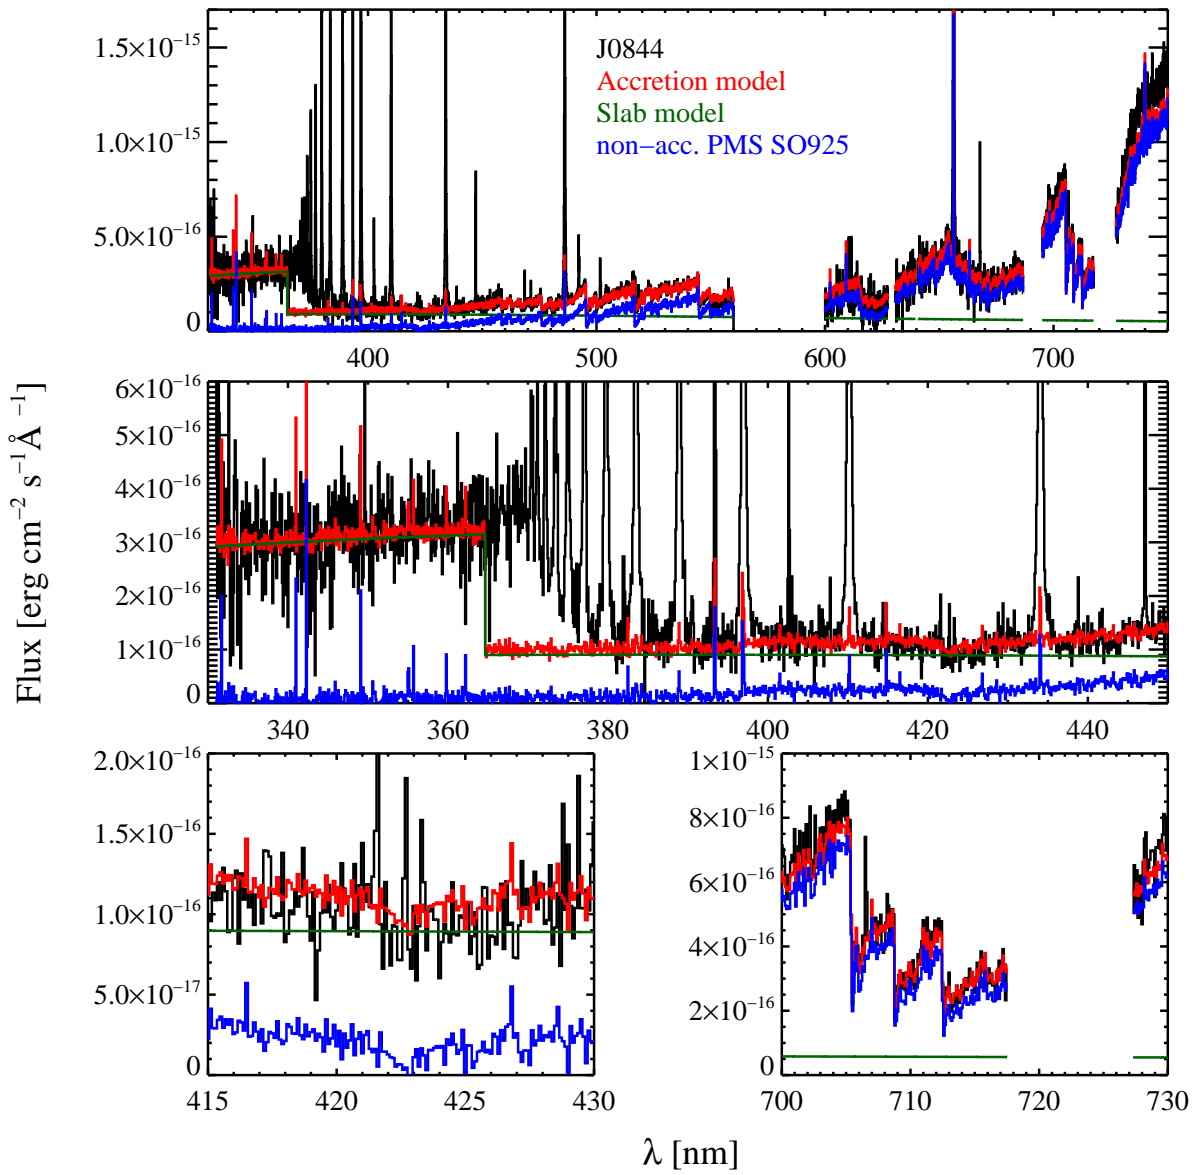 1.5×10⁻¹⁵
1.0×10⁻¹⁵
5.0×10⁻¹⁶
0
J0844
Accretion model
Slab model
non−acc. PMS SO925
400 500 600 700
Flux [erg cm⁻² s⁻¹ Å ⁻¹]
6×10⁻¹⁶
5×10⁻¹⁶
4×10⁻¹⁶
3×10⁻¹⁶
2×10⁻¹⁶
1×10⁻¹⁶
0
340 360 380 400 420 440
2.0×10⁻¹⁶
1.5×10⁻¹⁶
1.0×10⁻¹⁶
5.0×10⁻¹⁷
0
415 420 425 430
1×10⁻¹⁵
8×10⁻¹⁶
6×10⁻¹⁶
4×10⁻¹⁶
2×10⁻¹⁶
0
700 710 720 730
λ [nm]